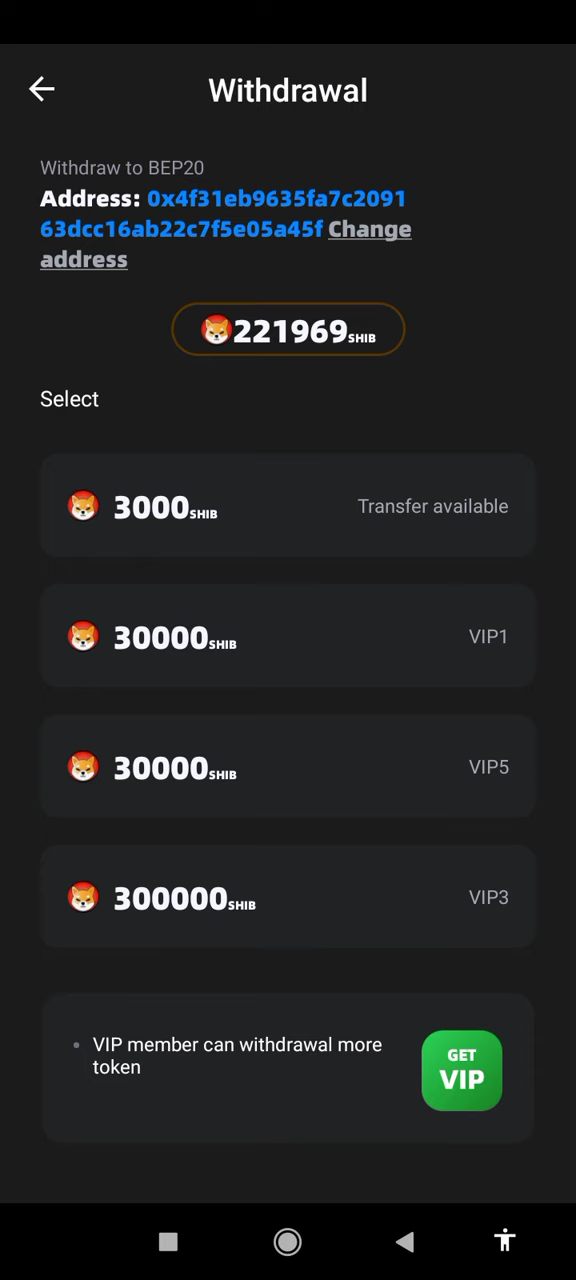 Withdrawal
Withdraw to BEP20
Address: 0x4f31eb9635fa7c2091
63dcc16ab22c7f5e05a45f Change
address
221969SHIB
Select
3000SHIB Transfer available
30000SHIB VIP1
30000SHIB VIP5
300000SHIB VIP3
• VIP member can withdrawal more
token
GET
VIP